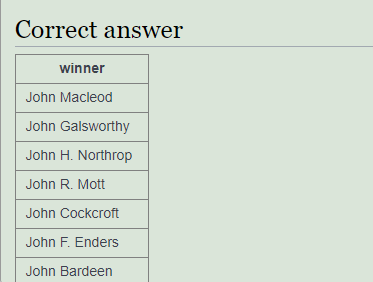 Correct answer
winner
John Macleod
John Galsworthy
John H. Northrop
John R. Mott
John Cockcroft
John F. Enders
John Bardeen